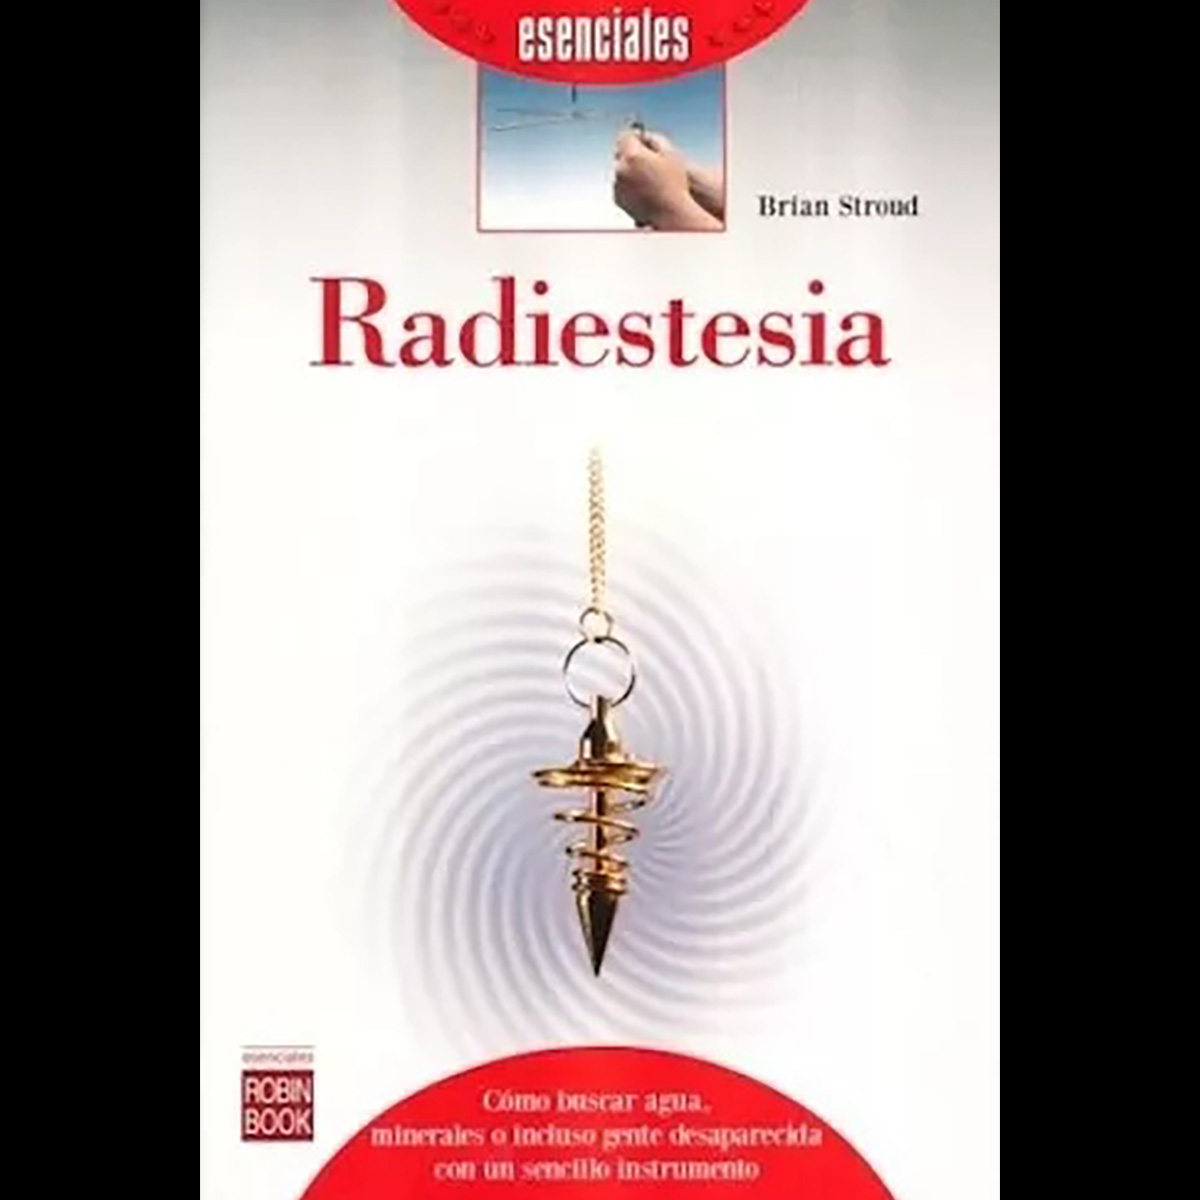 esenciales
Brian Stroud
Radiestesia
esenciales
ROBIN
BOOK
Cómo buscar agua,
minerales o incluso gente desaparecida
con un sencillo instrumento